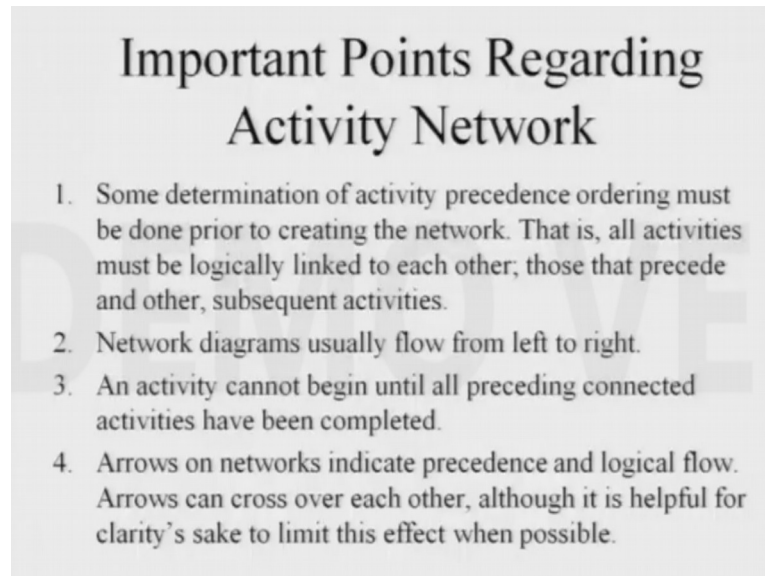 Important Points Regarding
Activity Network
1. Some determination of activity precedence ordering must
be done prior to creating the network. That is, all activities
must be logically linked to each other; those that precede
and other, subsequent activities.
2. Network diagrams usually flow from left to right.
3. An activity cannot begin until all preceding connected
activities have been completed.
4. Arrows on networks indicate precedence and logical flow.
Arrows can cross over each other, although it is helpful for
clarity's sake to limit this effect when possible.
DEMO VE